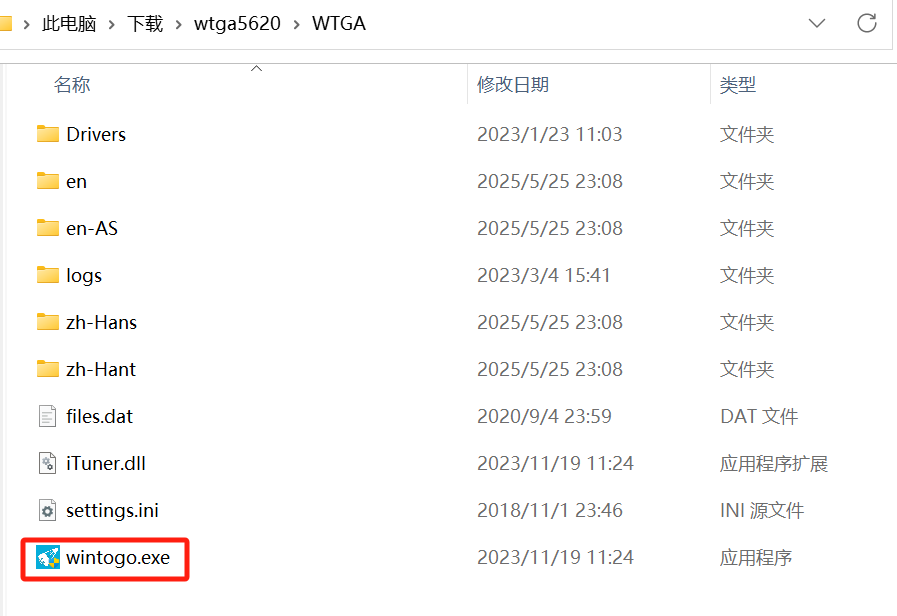 此电脑 › 下载 › wtga5620 › WTGA
名称 修改日期 类型
Drivers 2023/1/23 11:03 文件夹
en 2025/5/25 23:08 文件夹
en-AS 2025/5/25 23:08 文件夹
logs 2023/3/4 15:41 文件夹
zh-Hans 2025/5/25 23:08 文件夹
zh-Hant 2025/5/25 23:08 文件夹
files.dat 2020/9/4 23:59 DAT 文件
iTuner.dll 2023/11/19 11:24 应用程序扩展
settings.ini 2018/11/1 23:46 INI 源文件
wintogo.exe 2023/11/19 11:24 应用程序